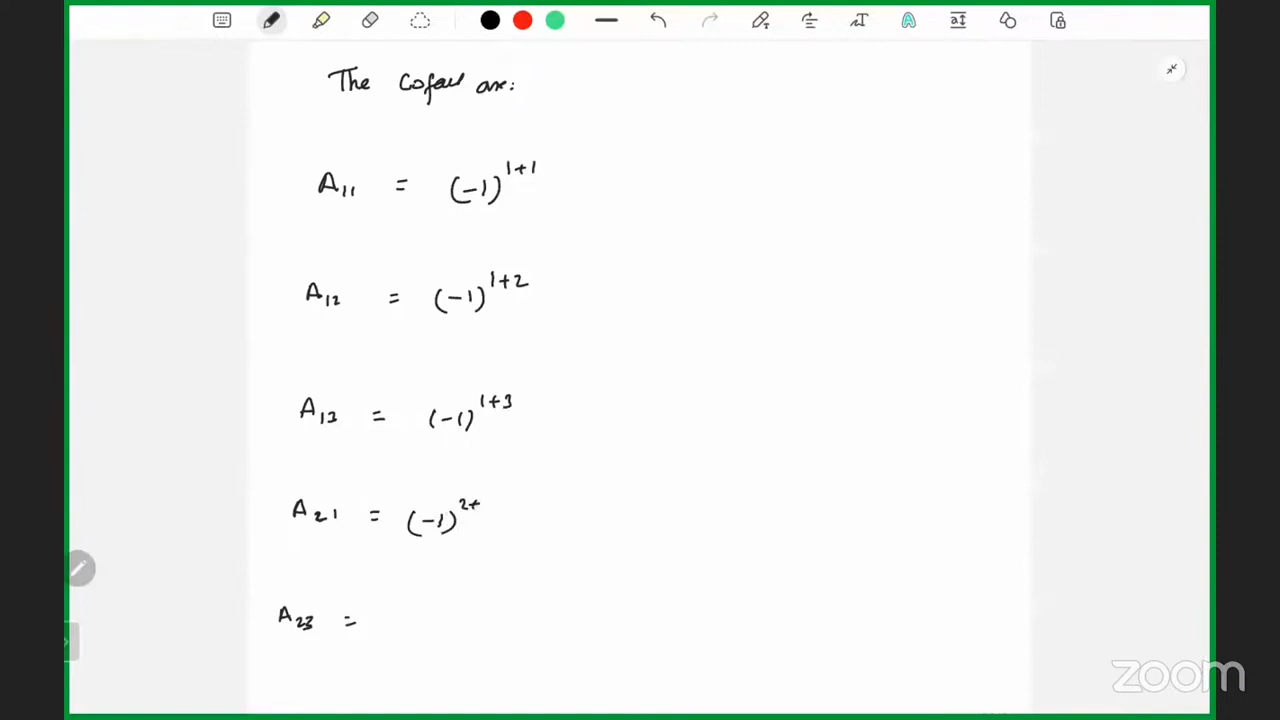 The are:
A₁₁ = (-1)¹⁺¹
A₁₂ = (-1)¹⁺²
A₁₃ = (-1)¹⁺³
A₂₁ = (-1)²⁺
A₂₃ =
zoom